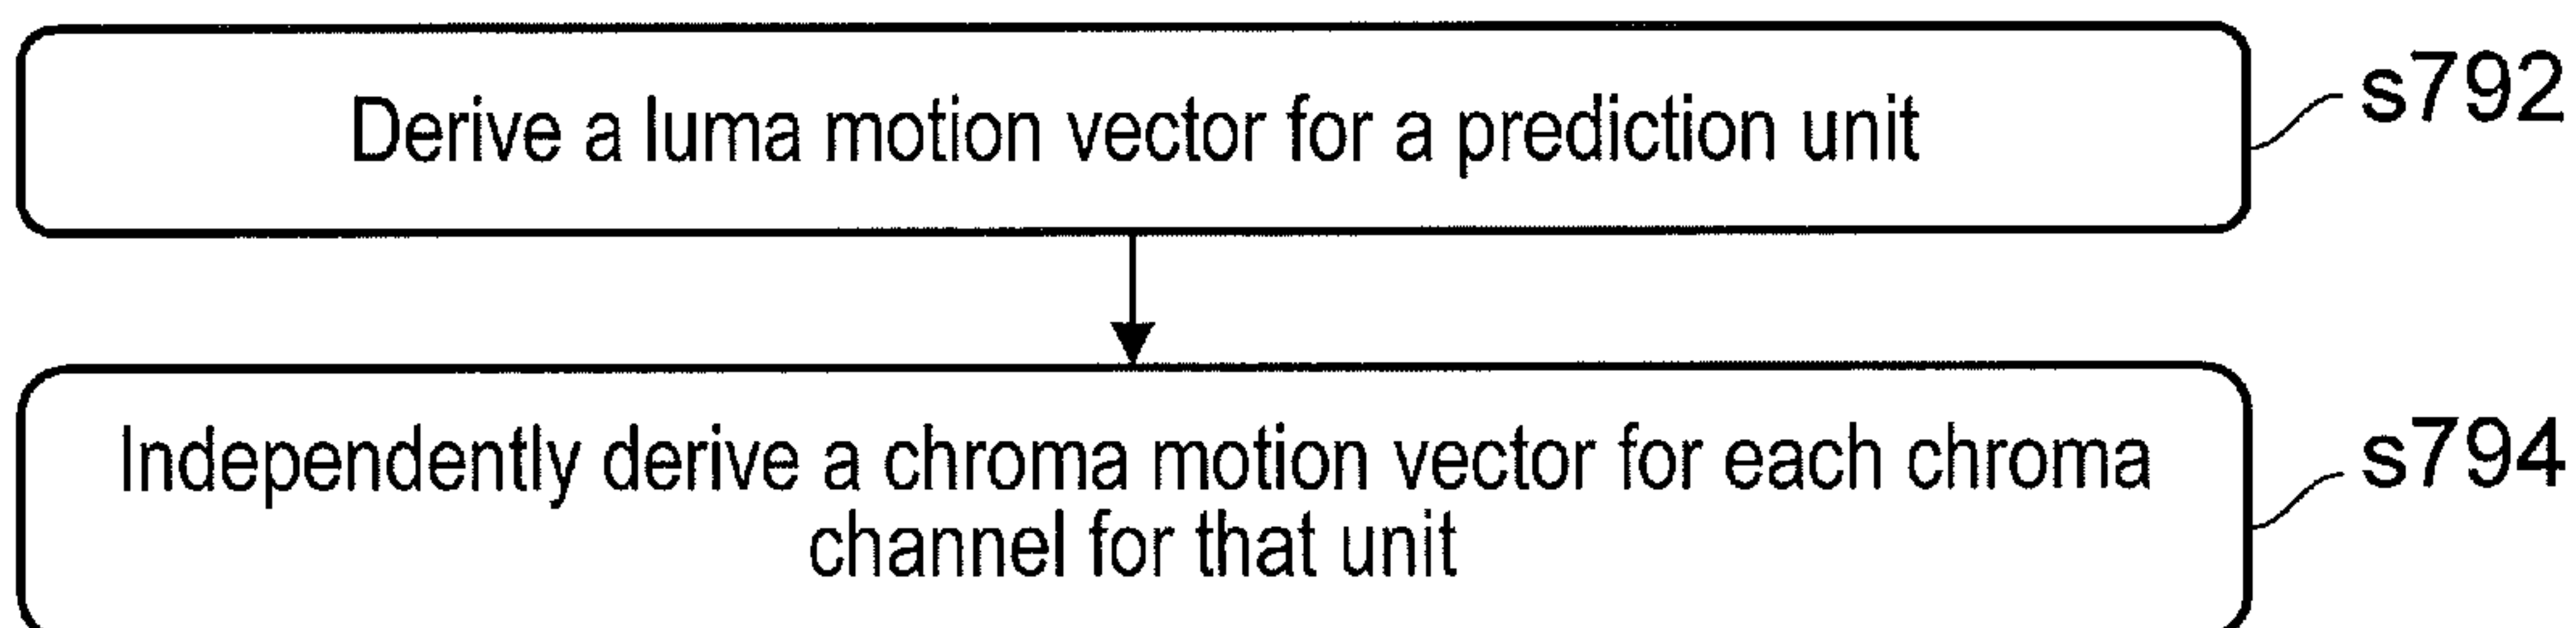 Derive a luma motion vector for a prediction unit
s792
Independently derive a chroma motion vector for each chroma
channel for that unit
s794